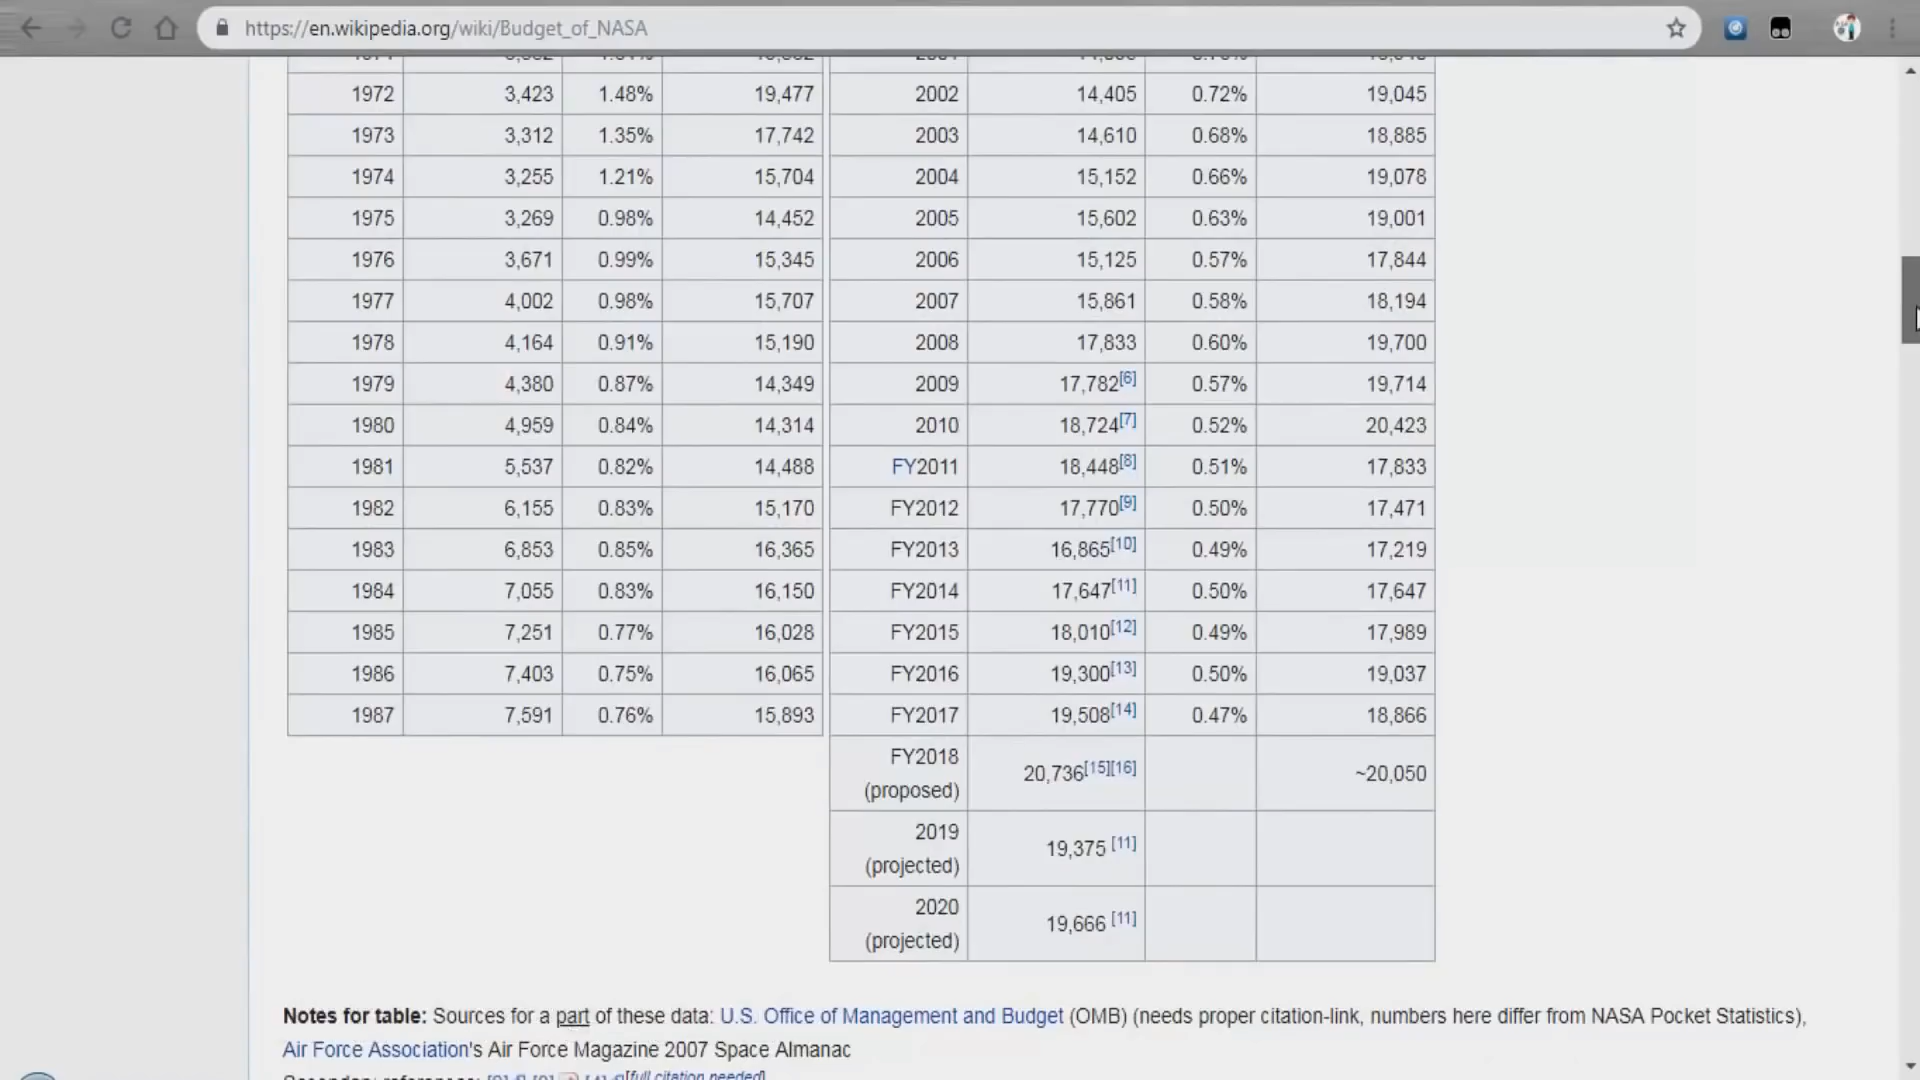 https://en.wikipedia.org/wiki/Budget_of_NASA
1972 3,423 1.48% 19,477 2002 14,405 0.72% 19,045
1973 3,312 1.35% 17,742 2003 14,610 0.68% 18,885
1974 3,255 1.21% 15,704 2004 15,152 0.66% 19,078
1975 3,269 0.98% 14,452 2005 15,602 0.63% 19,001
1976 3,671 0.99% 15,345 2006 15,125 0.57% 17,844
1977 4,002 0.98% 15,707 2007 15,861 0.58% 18,194
1978 4,164 0.91% 15,190 2008 17,833 0.60% 19,700
1979 4,380 0.87% 14,349 2009 17,782[6] 0.57% 19,714
1980 4,959 0.84% 14,314 2010 18,724[7] 0.52% 20,423
1981 5,537 0.82% 14,488 FY2011 18,448[8] 0.51% 17,833
1982 6,155 0.83% 15,170 FY2012 17,770[9] 0.50% 17,471
1983 6,853 0.85% 16,365 FY2013 16,865[10] 0.49% 17,219
1984 7,055 0.83% 16,150 FY2014 17,647[11] 0.50% 17,647
1985 7,251 0.77% 16,028 FY2015 18,010[12] 0.49% 17,989
1986 7,403 0.75% 16,065 FY2016 19,300[13] 0.50% 19,037
1987 7,591 0.76% 15,893 FY2017 19,508[14] 0.47% 18,866
FY2018
(proposed) 20,736[15][16] ~20,050
2019
(projected) 19,375 [11]
2020
(projected) 19,666 [11]
Notes for table: Sources for a part of these data: U.S. Office of Management and Budget (OMB) (needs proper citation-link, numbers here differ from NASA Pocket Statistics),
Air Force Association's Air Force Magazine 2007 Space Almanac
[full citation needed]